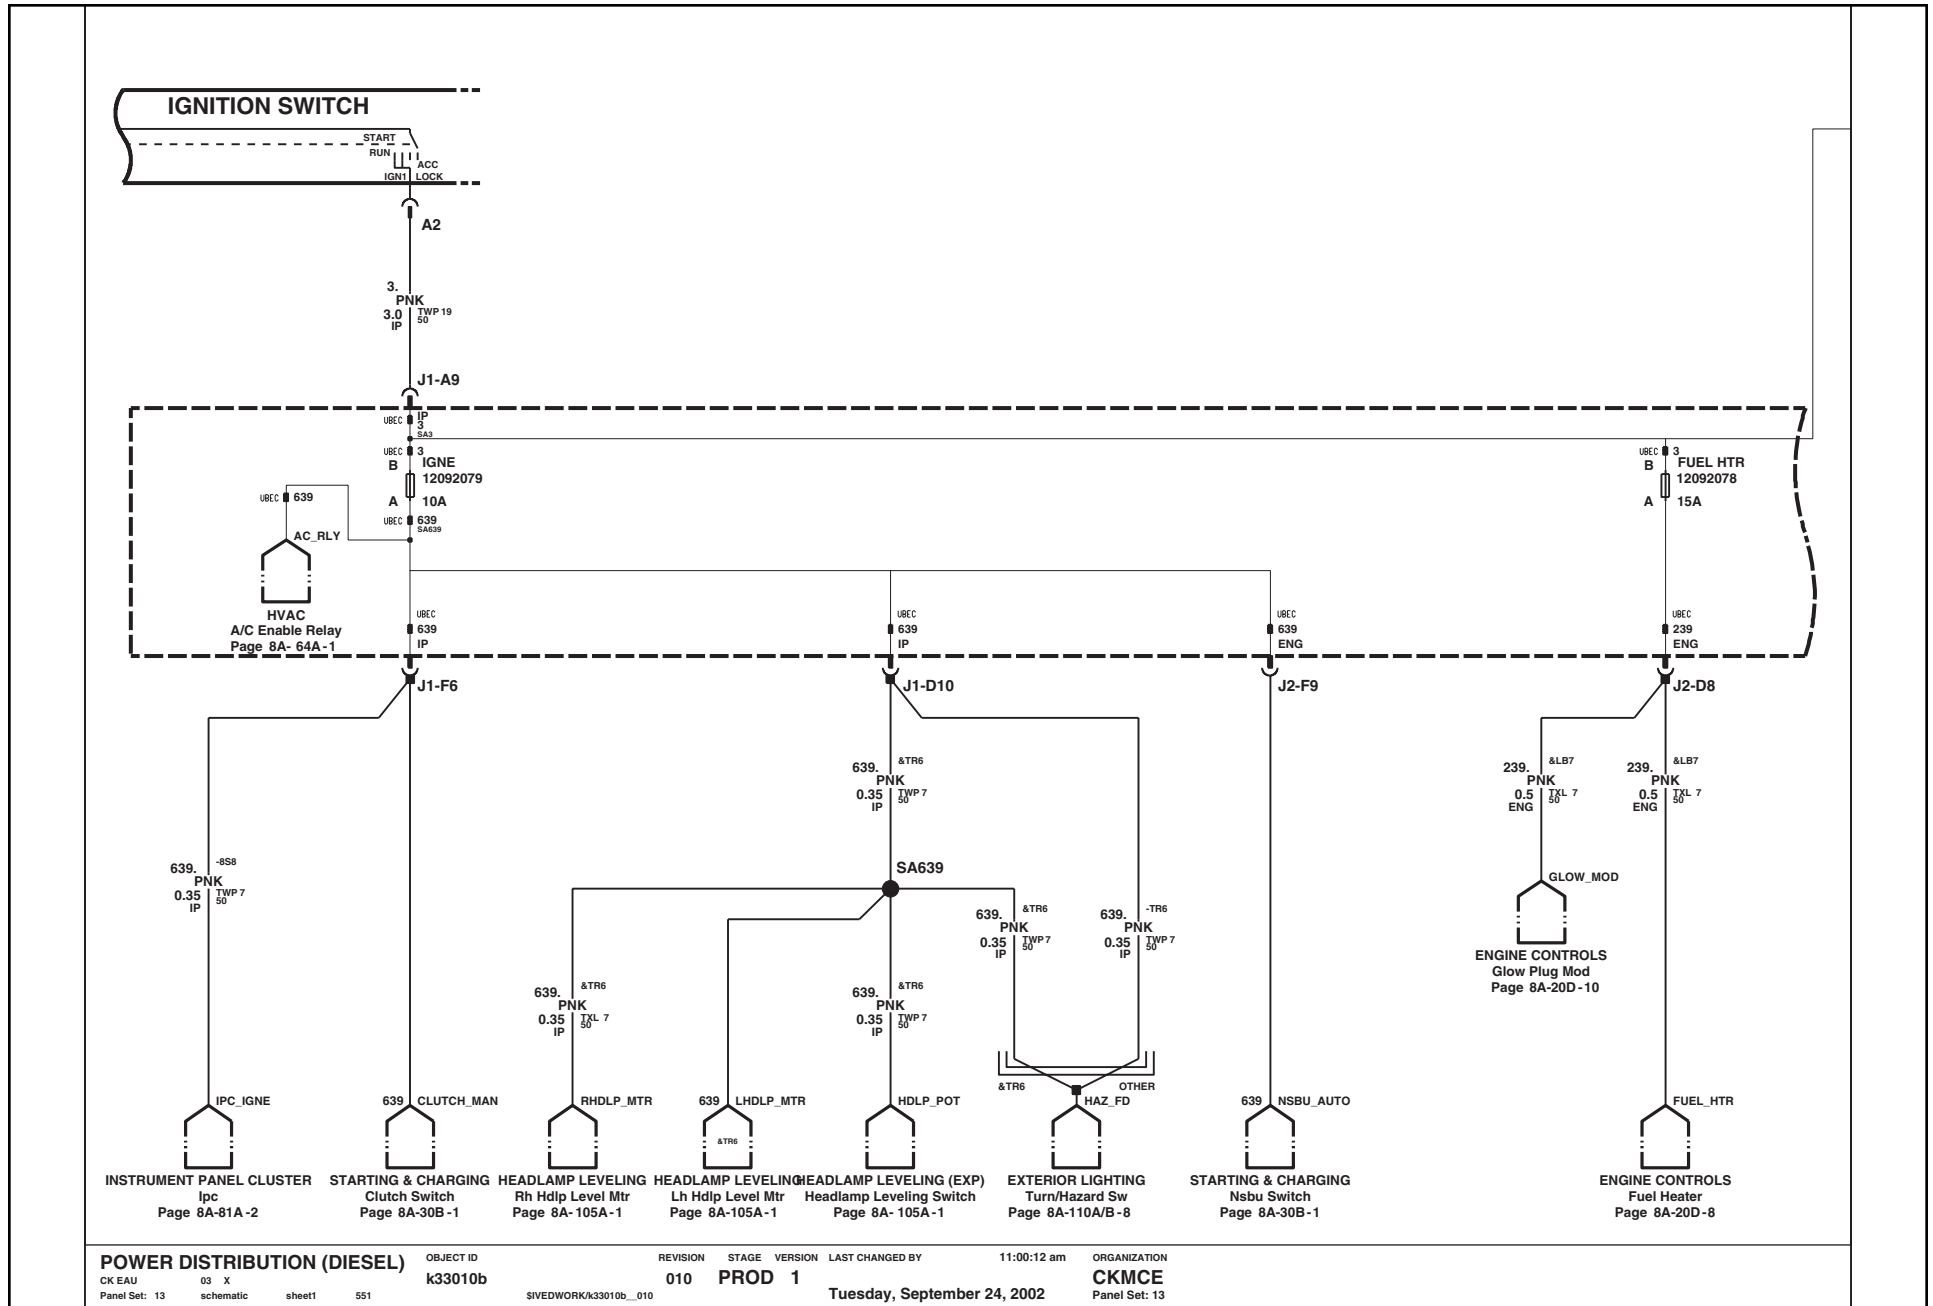 IGNITION SWITCH
START
RUN
ACC
IGN1 LOCK
A2
3.
PNK
3.0 TWP 19
IP 50
J1-A9
UBEC IP
3
SA3
UBEC 3
B IGNE
12092079
A 10A
UBEC 639
SA639
UBEC 639
AC_RLY
HVAC
A/C Enable Relay
Page 8A- 64A-1
UBEC 3
B FUEL HTR
12092078
A 15A
UBEC
639
IP
UBEC
639
IP
UBEC
639
ENG
UBEC
239
ENG
J1-F6
J1-D10
J2-F9
J2-D8
639. &TR6
PNK
0.35 TWP 7
IP 50
239. &LB7
PNK
0.5 TXL 7
ENG 50
239. &LB7
PNK
0.5 TXL 7
ENG 50
639. -8S8
PNK
0.35 TWP 7
IP 50
SA639
639. &TR6
PNK
0.35 TWP 7
IP 50
639. -TR6
PNK
0.35 TWP 7
IP 50
GLOW_MOD
ENGINE CONTROLS
Glow Plug Mod
Page 8A-20D-10
639. &TR6
PNK
0.35 TXL 7
IP 50
639. &TR6
PNK
0.35 TWP 7
IP 50
&TR6 OTHER
IPC_IGNE
639 CLUTCH_MAN
RHDLP_MTR
639 LHDLP_MTR
HDLP_POT
HAZ_FD
639 NSBU_AUTO
FUEL_HTR
&TR6
INSTRUMENT PANEL CLUSTER
Ipc
Page 8A-81A-2
STARTING & CHARGING
Clutch Switch
Page 8A-30B-1
HEADLAMP LEVELING
Rh Hdlp Level Mtr
Page 8A-105A-1
HEADLAMP LEVELING
Lh Hdlp Level Mtr
Page 8A-105A-1
HEADLAMP LEVELING (EXP)
Headlamp Leveling Switch
Page 8A- 105A-1
EXTERIOR LIGHTING
Turn/Hazard Sw
Page 8A-110A/B-8
STARTING & CHARGING
Nsbu Switch
Page 8A-30B-1
ENGINE CONTROLS
Fuel Heater
Page 8A-20D-8
POWER DISTRIBUTION (DIESEL)
CK EAU 03 X
Panel Set: 13 schematic sheet1 551
OBJECT ID
k33010b
$IVEDWORK/k33010b__010
REVISION STAGE VERSION LAST CHANGED BY 11:00:12 am
010 PROD 1
Tuesday, September 24, 2002
ORGANIZATION
CKMCE
Panel Set: 13